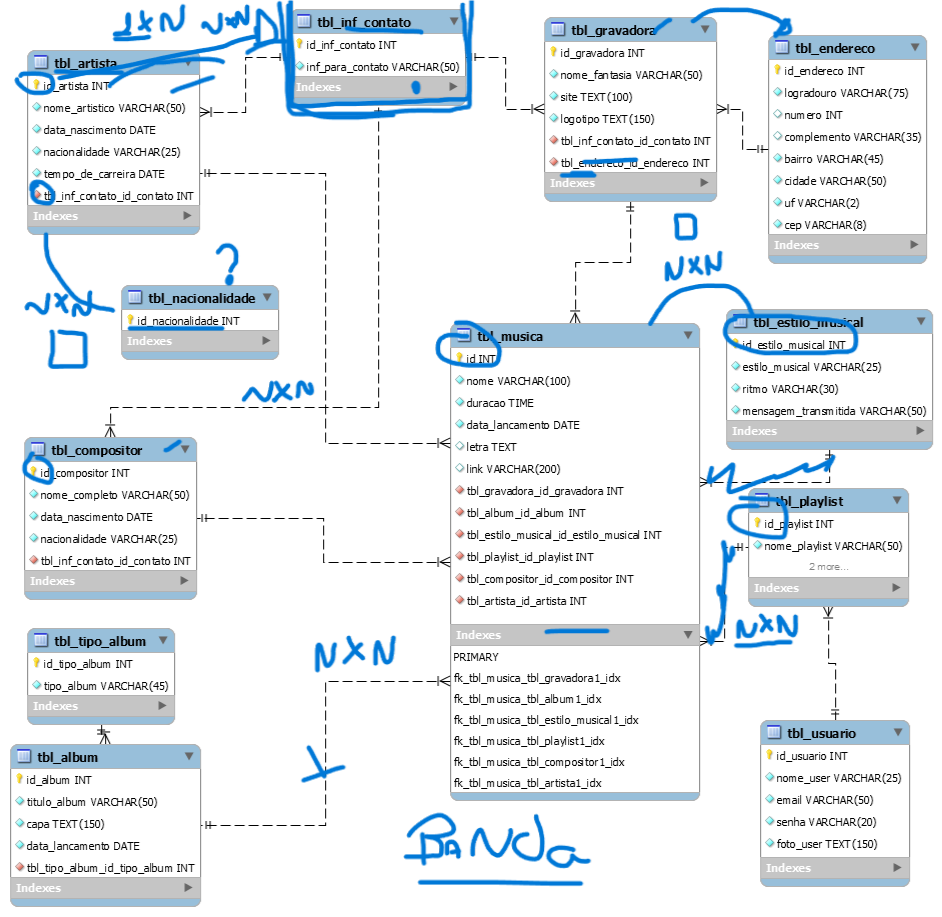 1XN NXN
tbl_inf_contato
id_inf_contato INT
inf_para_contato VARCHAR(50)
Indexes
tbl_gravadora
id_gravadora INT
nome_fantasia VARCHAR(50)
site TEXT(100)
logotipo TEXT(150)
tbl_inf_contato_id_contato INT
tbl_endereco_id_endereco INT
Indexes
tbl_endereco
id_endereco INT
logradouro VARCHAR(75)
numero INT
complemento VARCHAR(35)
bairro VARCHAR(45)
cidade VARCHAR(50)
uf VARCHAR(2)
cep VARCHAR(8)
Indexes
tbl_artista
id_artista INT
nome_artistico VARCHAR(50)
data_nascimento DATE
nacionalidade VARCHAR(25)
tempo_de_carreira DATE
tbl_inf_contato_id_contato INT
Indexes
?
NXN
tbl_nacionalidade
id_nacionalidade INT
Indexes
NXN
NXN
tbl_musica
id INT
nome VARCHAR(100)
duracao TIME
data_lancamento DATE
letra TEXT
link VARCHAR(200)
tbl_gravadora_id_gravadora INT
tbl_album_id_album INT
tbl_estilo_musical_id_estilo_musical INT
tbl_playlist_id_playlist INT
tbl_compositor_id_compositor INT
tbl_artista_id_artista INT
Indexes
PRIMARY
fk_tbl_musica_tbl_gravadora1_idx
fk_tbl_musica_tbl_album1_idx
fk_tbl_musica_tbl_estilo_musical1_idx
fk_tbl_musica_tbl_playlist1_idx
fk_tbl_musica_tbl_compositor1_idx
fk_tbl_musica_tbl_artista1_idx
tbl_estilo_musical
id_estilo_musical INT
estilo_musical VARCHAR(25)
ritmo VARCHAR(30)
mensagem_transmitida VARCHAR(50)
Indexes
tbl_compositor
id_compositor INT
nome_completo VARCHAR(50)
data_nascimento DATE
nacionalidade VARCHAR(25)
tbl_inf_contato_id_contato INT
Indexes
tbl_playlist
id_playlist INT
nome_playlist VARCHAR(50)
2 more...
Indexes
NXN
NXN
tbl_tipo_album
id_tipo_album INT
tipo_album VARCHAR(45)
Indexes
tbl_album
id_album INT
titulo_album VARCHAR(50)
capa TEXT(150)
data_lancamento DATE
tbl_tipo_album_id_tipo_album INT
Indexes
tbl_usuario
id_usuario INT
nome_user VARCHAR(25)
email VARCHAR(50)
senha VARCHAR(20)
foto_user TEXT(150)
Indexes
BANda